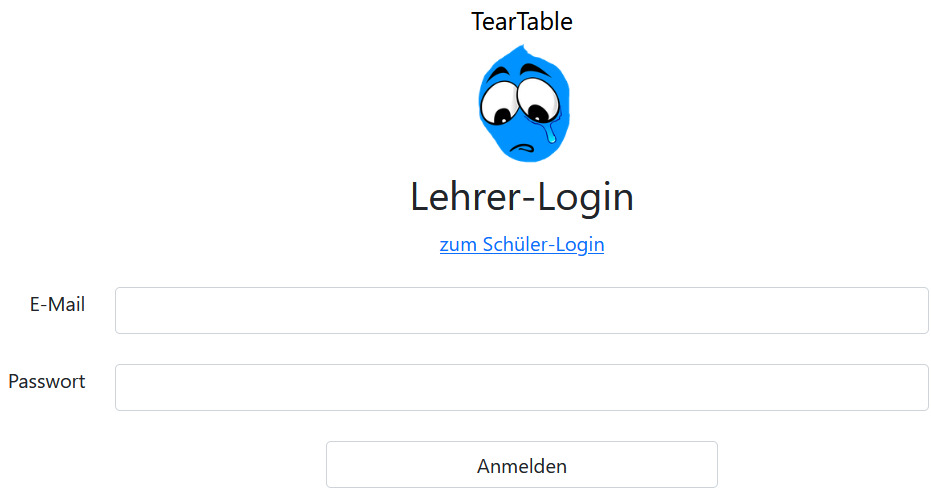 TearTable
Lehrer-Login
zum Schüler-Login
E-Mail
Passwort
Anmelden